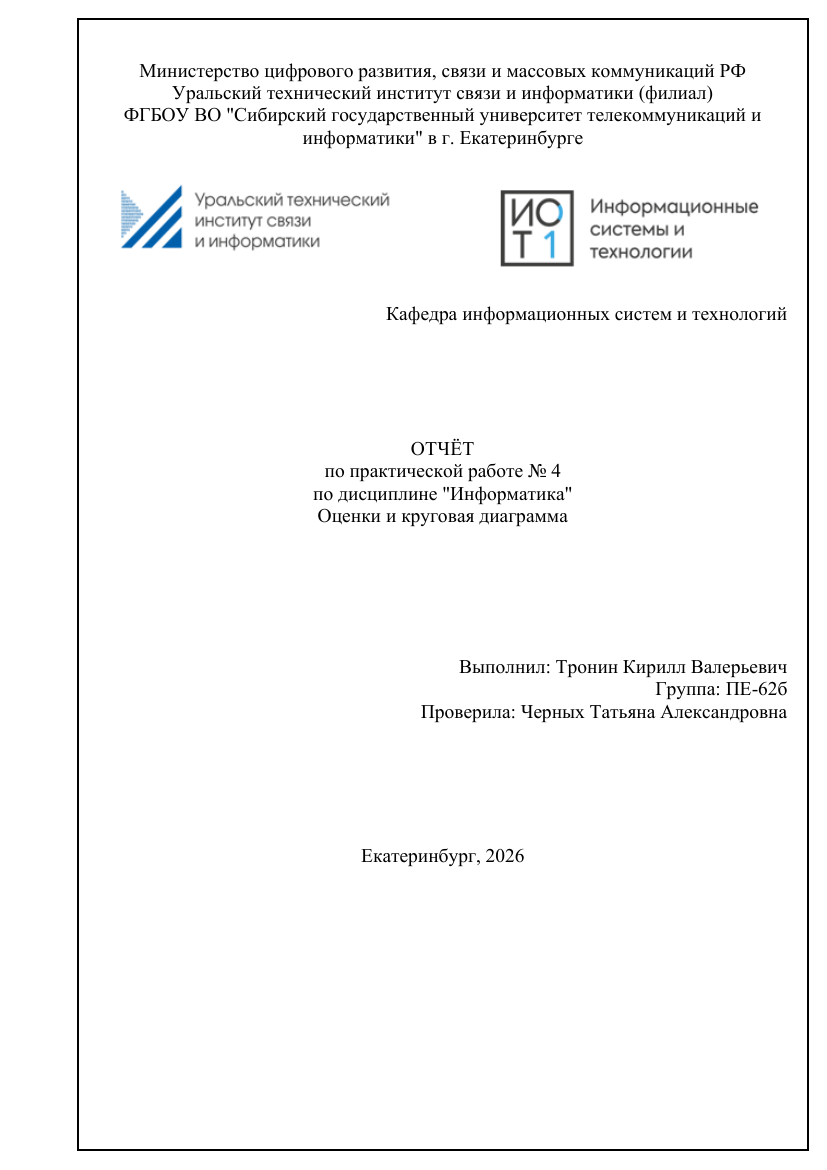 Министерство цифрового развития, связи и массовых коммуникаций РФ
Уральский технический институт связи и информатики (филиал)
ФГБОУ ВО "Сибирский государственный университет телекоммуникаций и
информатики" в г. Екатеринбурге
Уральский технический
институт связи
и информатики
ИО
Т 1
Информационные
системы и
технологии
Кафедра информационных систем и технологий
ОТЧЁТ
по практической работе № 4
по дисциплине "Информатика"
Оценки и круговая диаграмма
Выполнил: Тронин Кирилл Валерьевич
Группа: ПЕ-62б
Проверила: Черных Татьяна Александровна
Екатеринбург, 2026